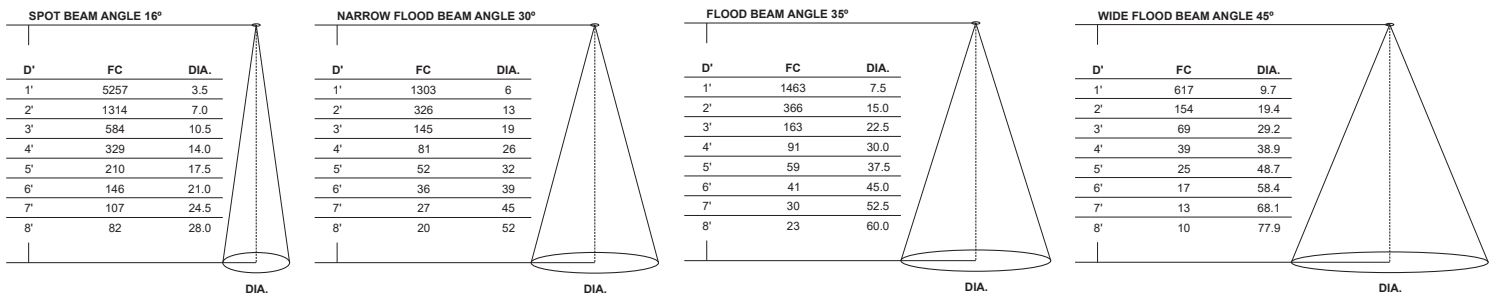 SPOT BEAM ANGLE 16º
D' FC DIA.
1' 5257 3.5
2' 1314 7.0
3' 584 10.5
4' 329 14.0
5' 210 17.5
6' 146 21.0
7' 107 24.5
8' 82 28.0
DIA.
NARROW FLOOD BEAM ANGLE 30º
D' FC DIA.
1' 1303 6
2' 326 13
3' 145 19
4' 81 26
5' 52 32
6' 36 39
7' 27 45
8' 20 52
DIA.
FLOOD BEAM ANGLE 35º
D' FC DIA.
1' 1463 7.5
2' 366 15.0
3' 163 22.5
4' 91 30.0
5' 59 37.5
6' 41 45.0
7' 30 52.5
8' 23 60.0
DIA.
WIDE FLOOD BEAM ANGLE 45º
D' FC DIA.
1' 617 9.7
2' 154 19.4
3' 69 29.2
4' 39 38.9
5' 25 48.7
6' 17 58.4
7' 13 68.1
8' 10 77.9
DIA.